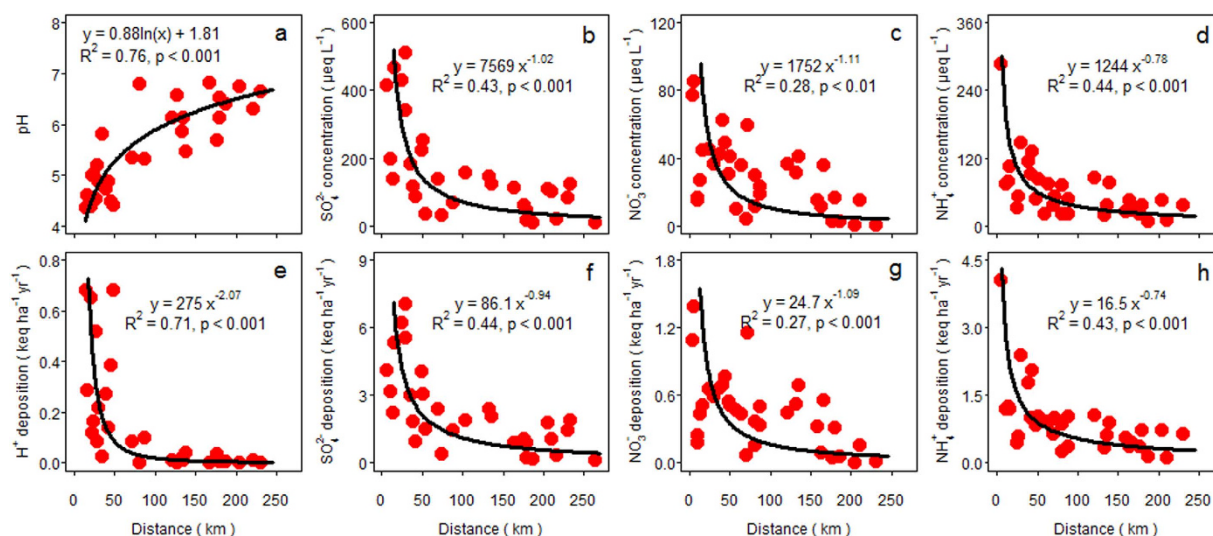 a
y = 0.88ln(x) + 1.81
R² = 0.76, p < 0.001
pH
8
7
6
5
4
b
y = 7569 x⁻¹·⁰²
R² = 0.43, p < 0.001
SO₄²⁻ concentration ( µeq L⁻¹)
600
400
200
0
c
y = 1752 x⁻¹·¹¹
R² = 0.28, p < 0.01
NO₃⁻ concentration ( µeq L⁻¹)
120
80
40
0
d
y = 1244 x⁻⁰·⁷⁸
R² = 0.44, p < 0.001
NH₄⁺ concentration ( µeq L⁻¹)
360
270
180
90
0
e
y = 275 x⁻²·⁰⁷
R² = 0.71, p < 0.001
H⁺ deposition ( keq ha⁻¹ yr⁻¹)
0.8
0.6
0.4
0.2
0.0
0 50 100 150 200 250
Distance ( km )
f
y = 86.1 x⁻⁰·⁹⁴
R² = 0.44, p < 0.001
SO₄²⁻ deposition ( keq ha⁻¹ yr⁻¹)
9
6
3
0
0 50 100 150 200 250
Distance ( km )
g
y = 24.7 x⁻¹·⁰⁹
R² = 0.27, p < 0.001
NO₃⁻ deposition ( keq ha⁻¹ yr⁻¹)
1.8
1.2
0.6
0.0
0 50 100 150 200 250
Distance ( km )
h
y = 16.5 x⁻⁰·⁷⁴
R² = 0.43, p < 0.001
NH₄⁺ deposition ( keq ha⁻¹ yr⁻¹)
4.5
3.0
1.5
0.0
0 50 100 150 200 250
Distance ( km )